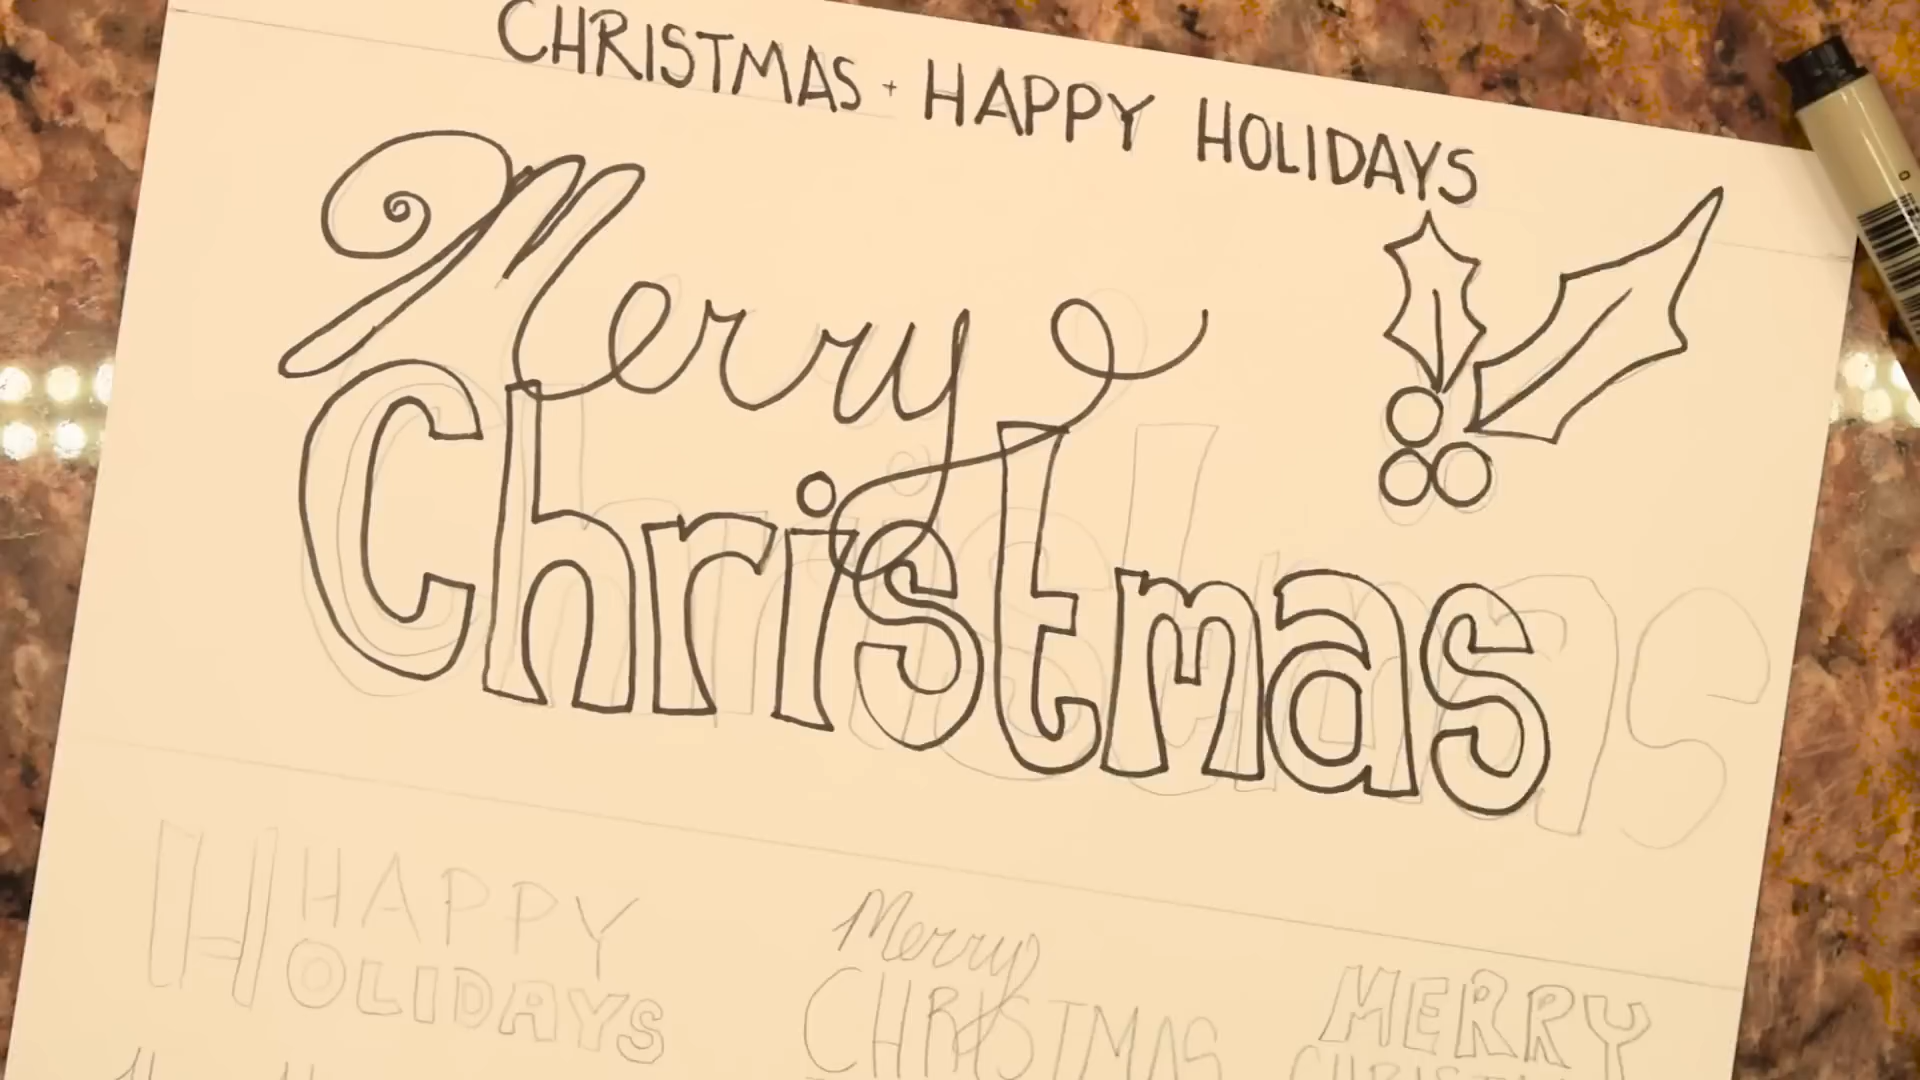 CHRISTMAS + HAPPY HOLIDAYS
Merry
Christmas
HAPPY
HOLIDAYS
Merry
CHRISTMAS
MERRY